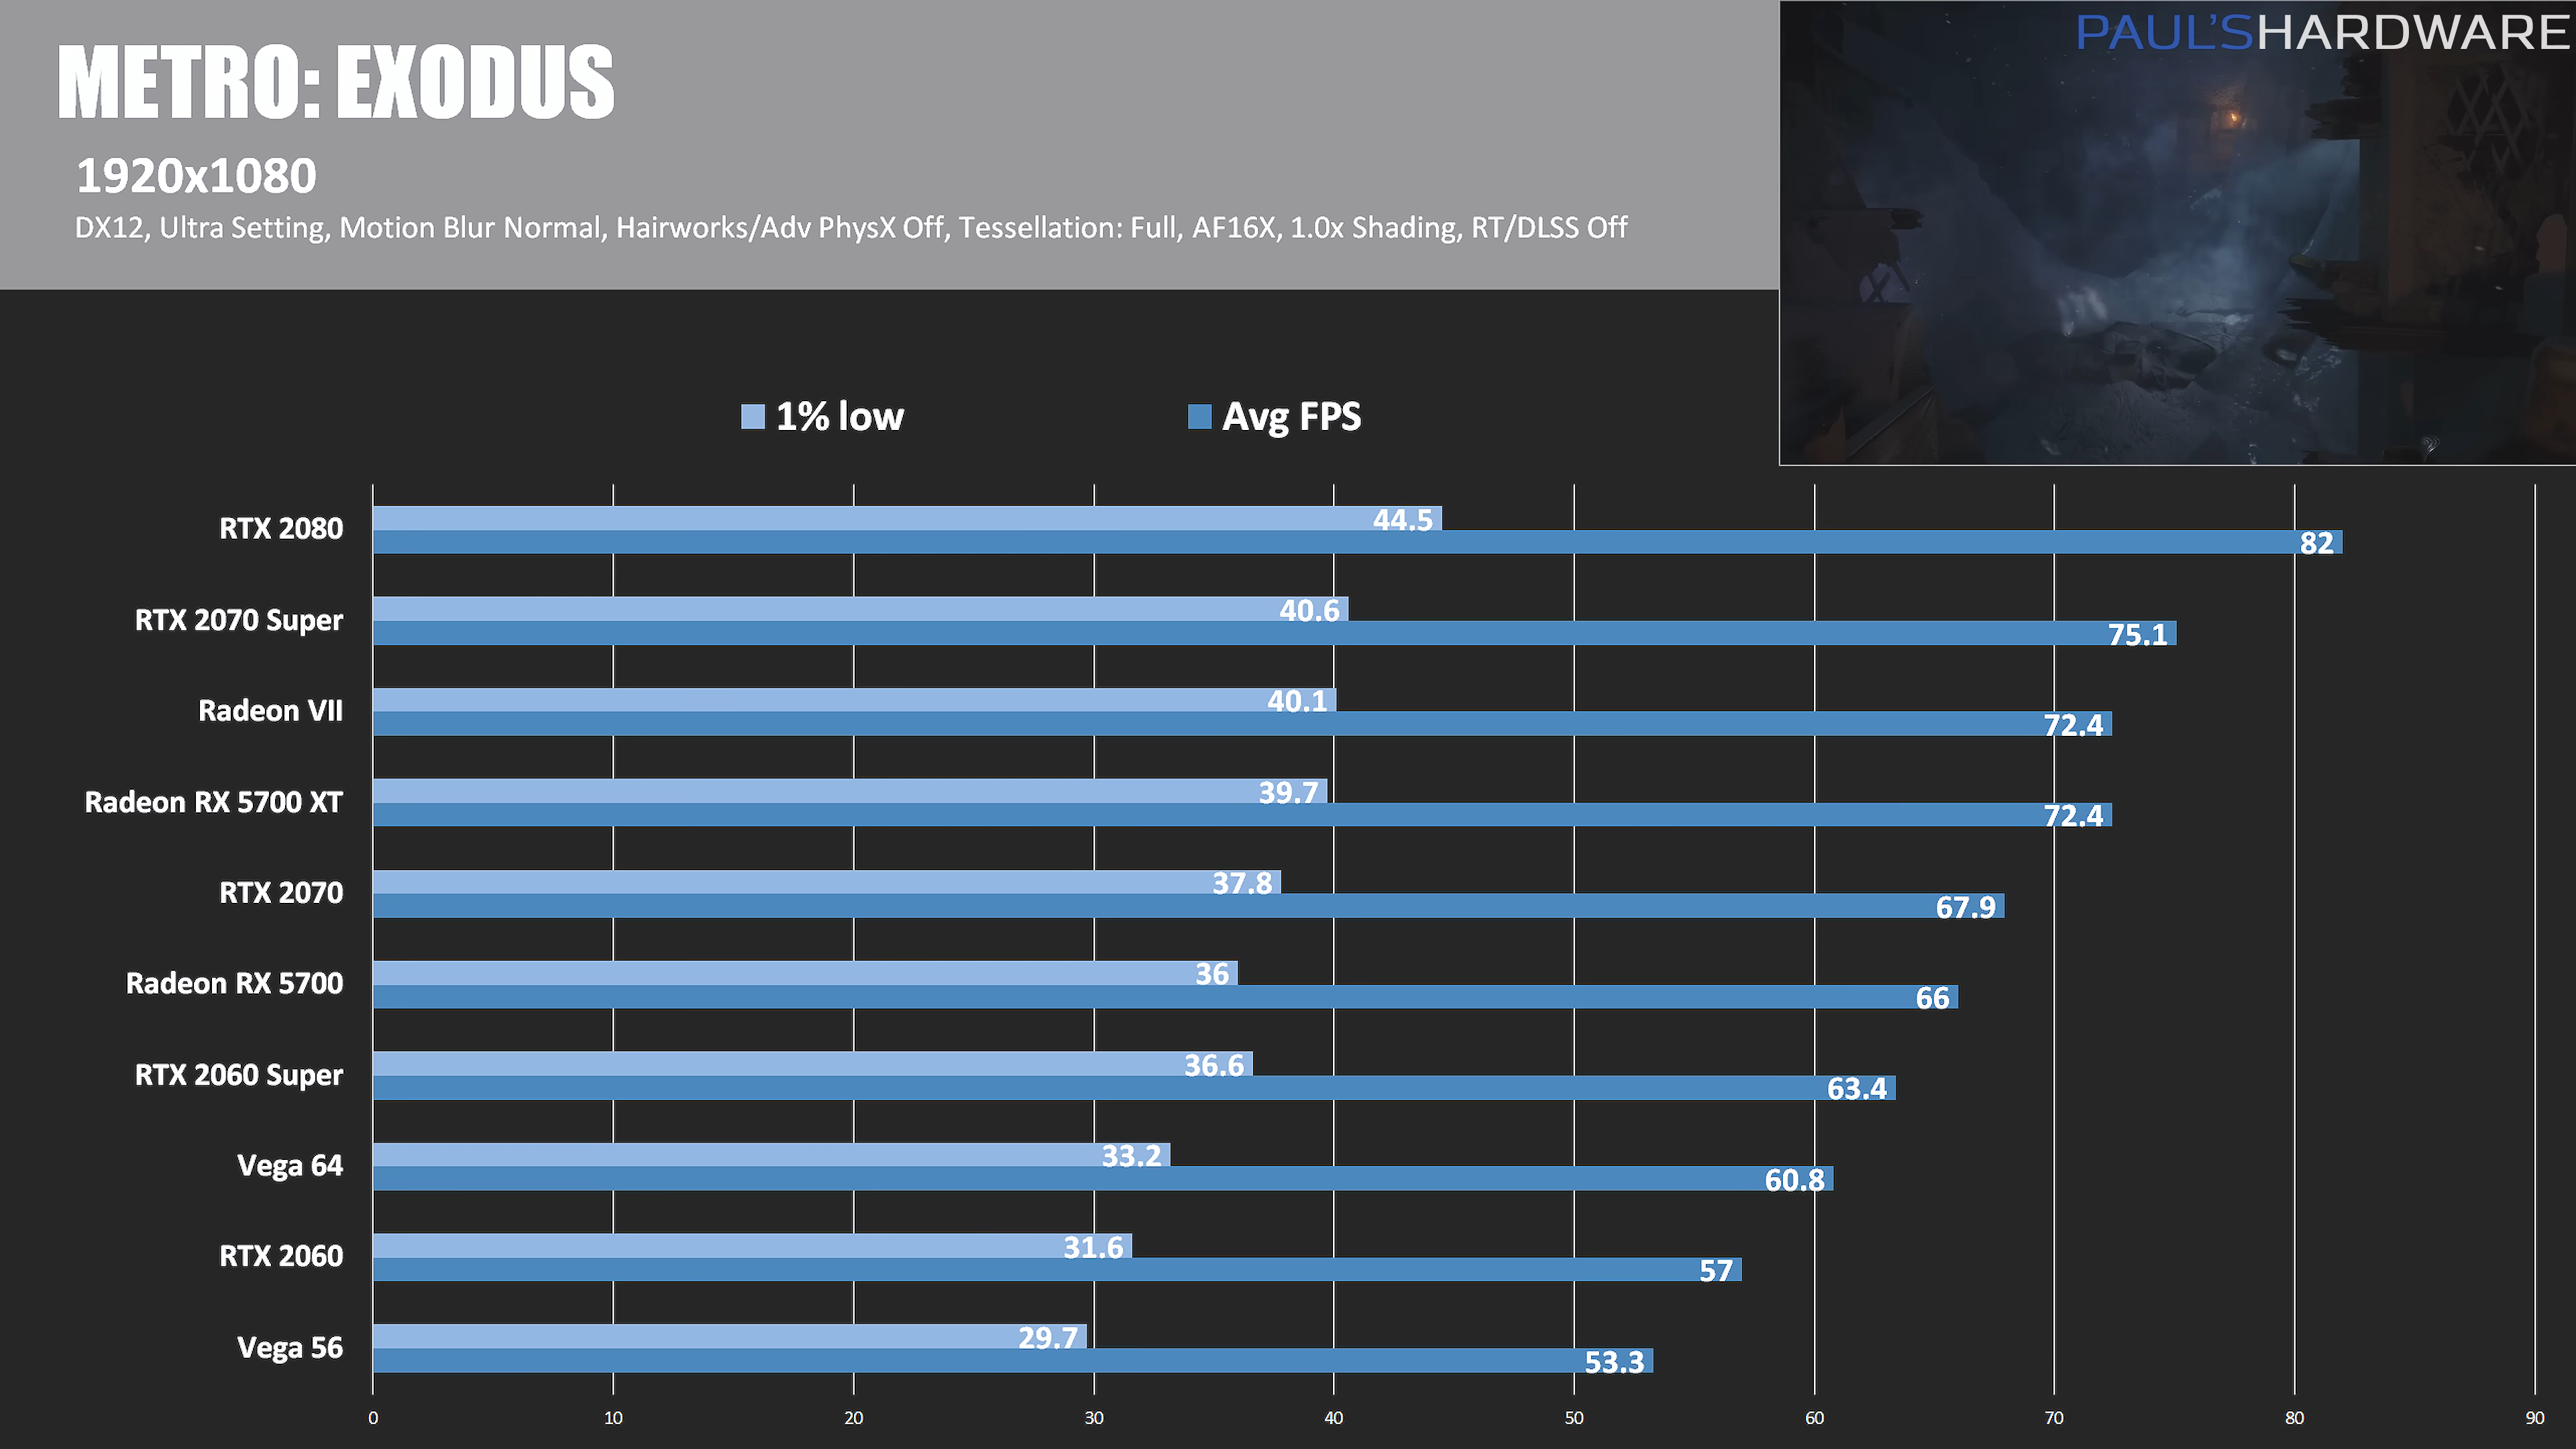 PAUL'SHARDWARE
METRO: EXODUS
1920x1080
DX12, Ultra Setting, Motion Blur Normal, Hairworks/Adv PhysX Off, Tessellation: Full, AF16X, 1.0x Shading, RT/DLSS Off
1% low Avg FPS
RTX 2080 44.5 82
RTX 2070 Super 40.6 75.1
Radeon VII 40.1 72.4
Radeon RX 5700 XT 39.7 72.4
RTX 2070 37.8 67.9
Radeon RX 5700 36 66
RTX 2060 Super 36.6 63.4
Vega 64 33.2 60.8
RTX 2060 31.6 57
Vega 56 29.7 53.3
0 10 20 30 40 50 60 70 80 90